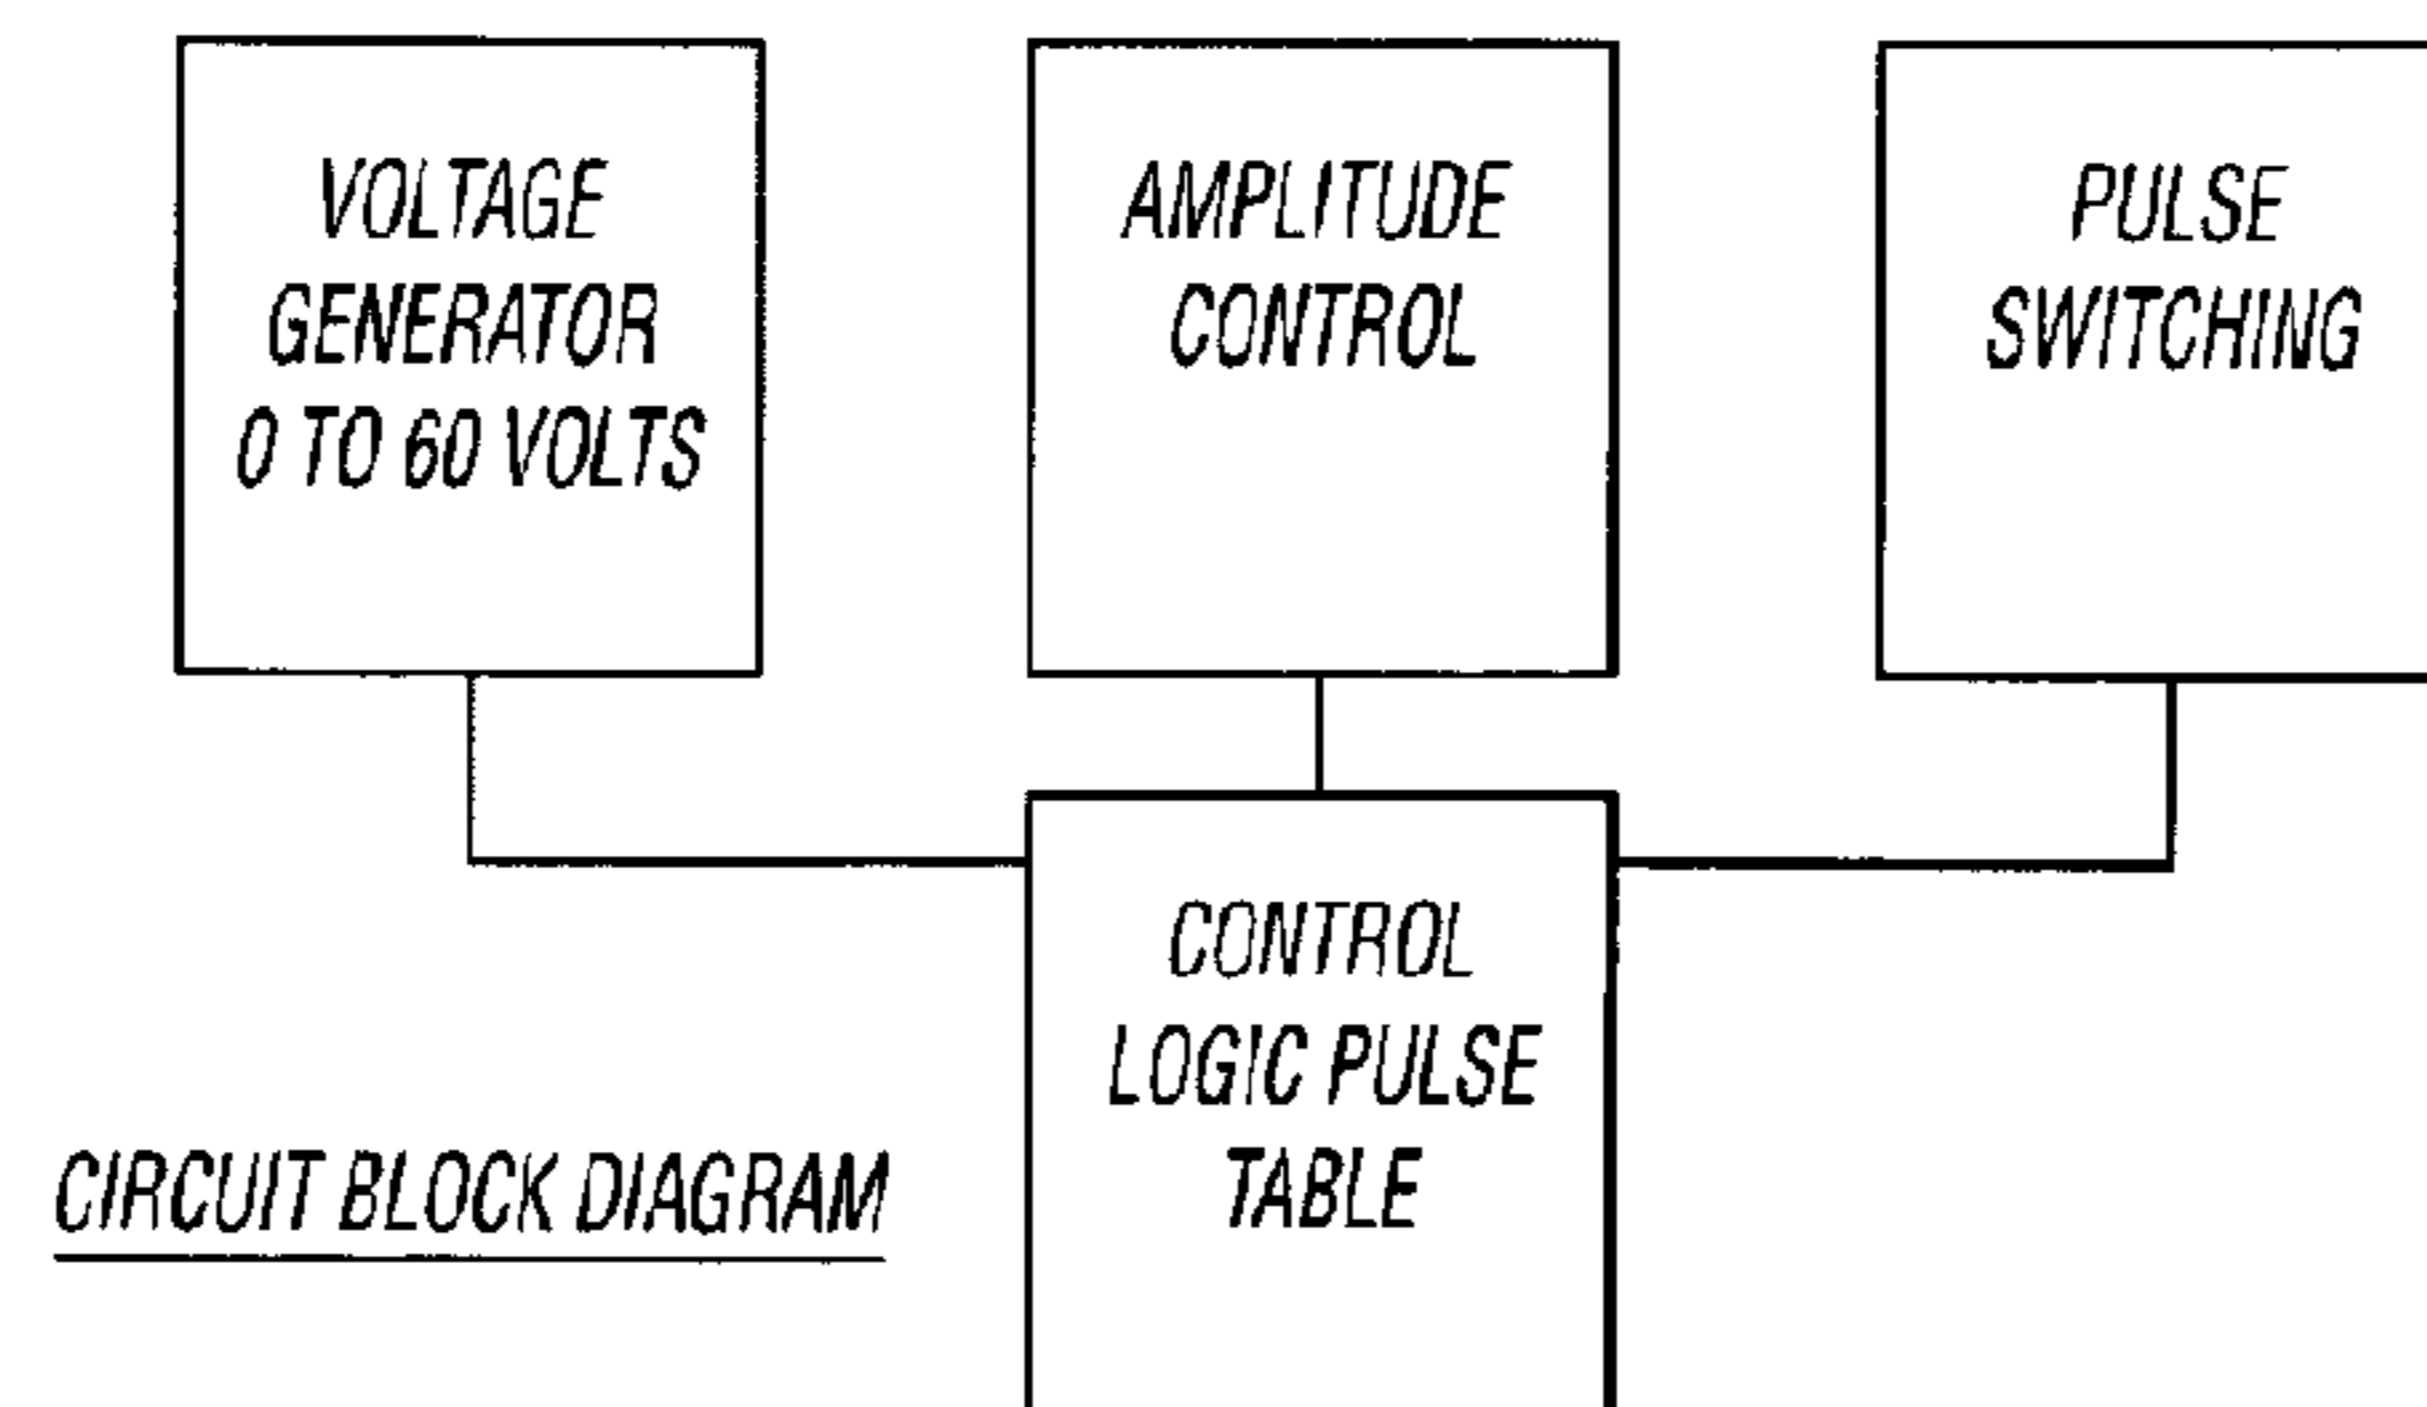 VOLTAGE
GENERATOR
0 TO 60 VOLTS
AMPLITUDE
CONTROL
PULSE
SWITCHING
CONTROL
LOGIC PULSE
TABLE
CIRCUIT BLOCK DIAGRAM